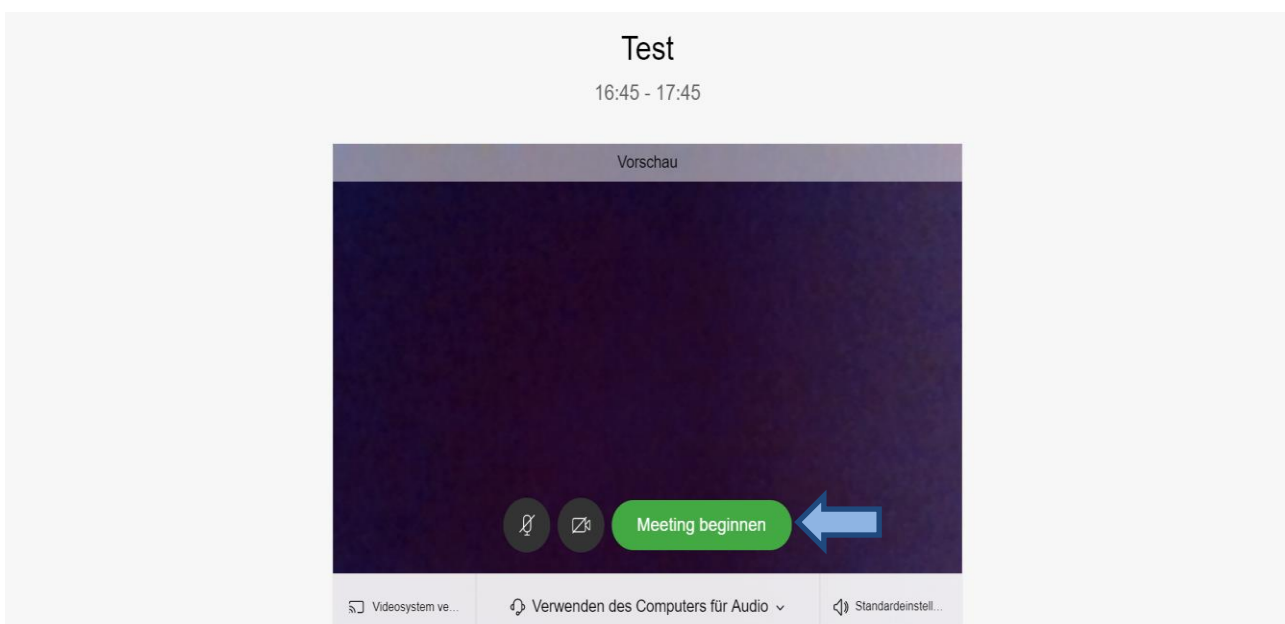 Test
16:45 - 17:45
Vorschau
Meeting beginnen
Videosystem ve...
Verwenden des Computers für Audio
Standardeinstell...